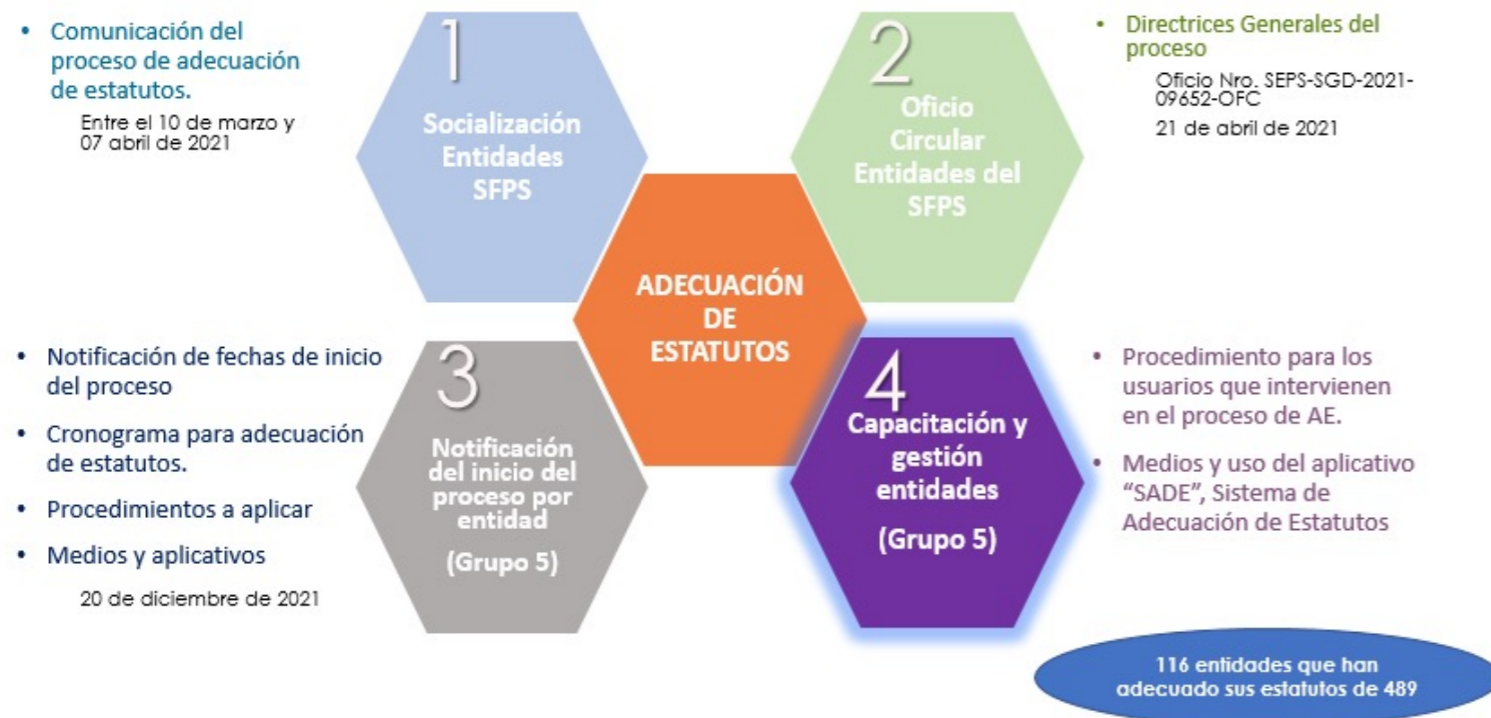 • Comunicación del
proceso de adecuación
de estatutos.
Entre el 10 de marzo y
07 abril de 2021
1
Socialización
Entidades
SFPS
2
Oficio
Circular
Entidades del
SFPS
• Directrices Generales del
proceso
Oficio Nro. SEPS-SGD-2021-
09652-OFC
21 de abril de 2021
ADECUACIÓN
DE
ESTATUTOS
• Notificación de fechas de inicio
del proceso
• Cronograma para adecuación
de estatutos.
• Procedimientos a aplicar
• Medios y aplicativos
20 de diciembre de 2021
3
Notificación
del inicio del
proceso por
entidad
(Grupo 5)
4
Capacitación y
gestión
entidades
(Grupo 5)
• Procedimiento para los
usuarios que intervienen
en el proceso de AE.
• Medios y uso del aplicativo
“SADE”, Sistema de
Adecuación de Estatutos
116 entidades que han
adecuado sus estatutos de 489